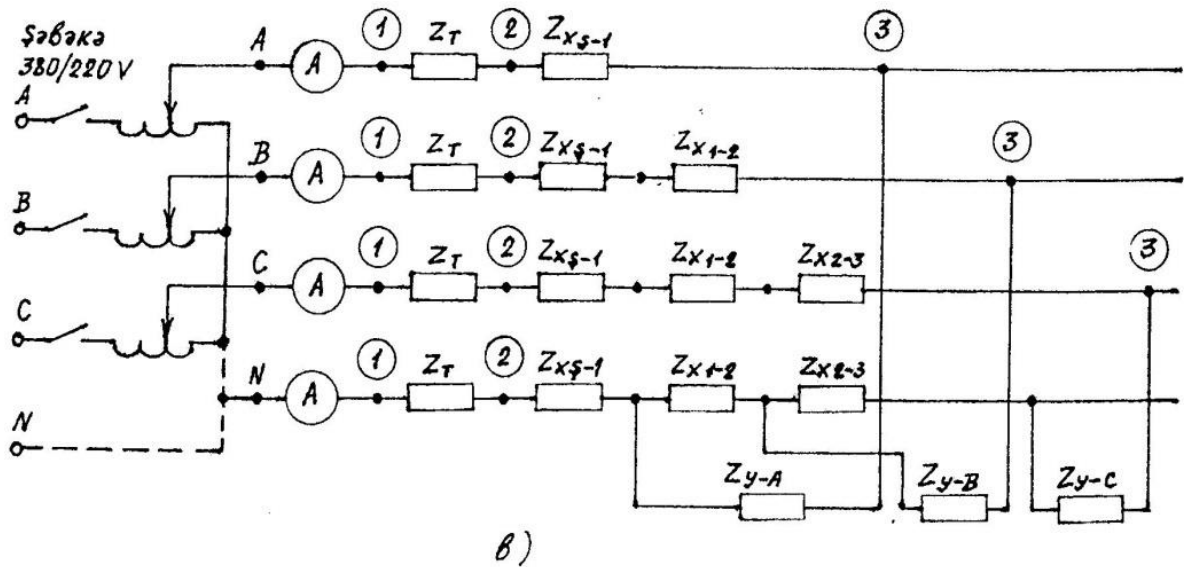 Şəbəkə
380/220 V
A
A
A
1
Z_T
2
Z_XŞ-1
3
B
B
A
1
Z_T
2
Z_XŞ-1
Z_X1-2
3
C
C
A
1
Z_T
2
Z_XŞ-1
Z_X1-2
Z_X2-3
3
N
N
A
1
Z_T
2
Z_XŞ-1
Z_X1-2
Z_X2-3
Z_y-A
Z_y-B
Z_y-C
в)